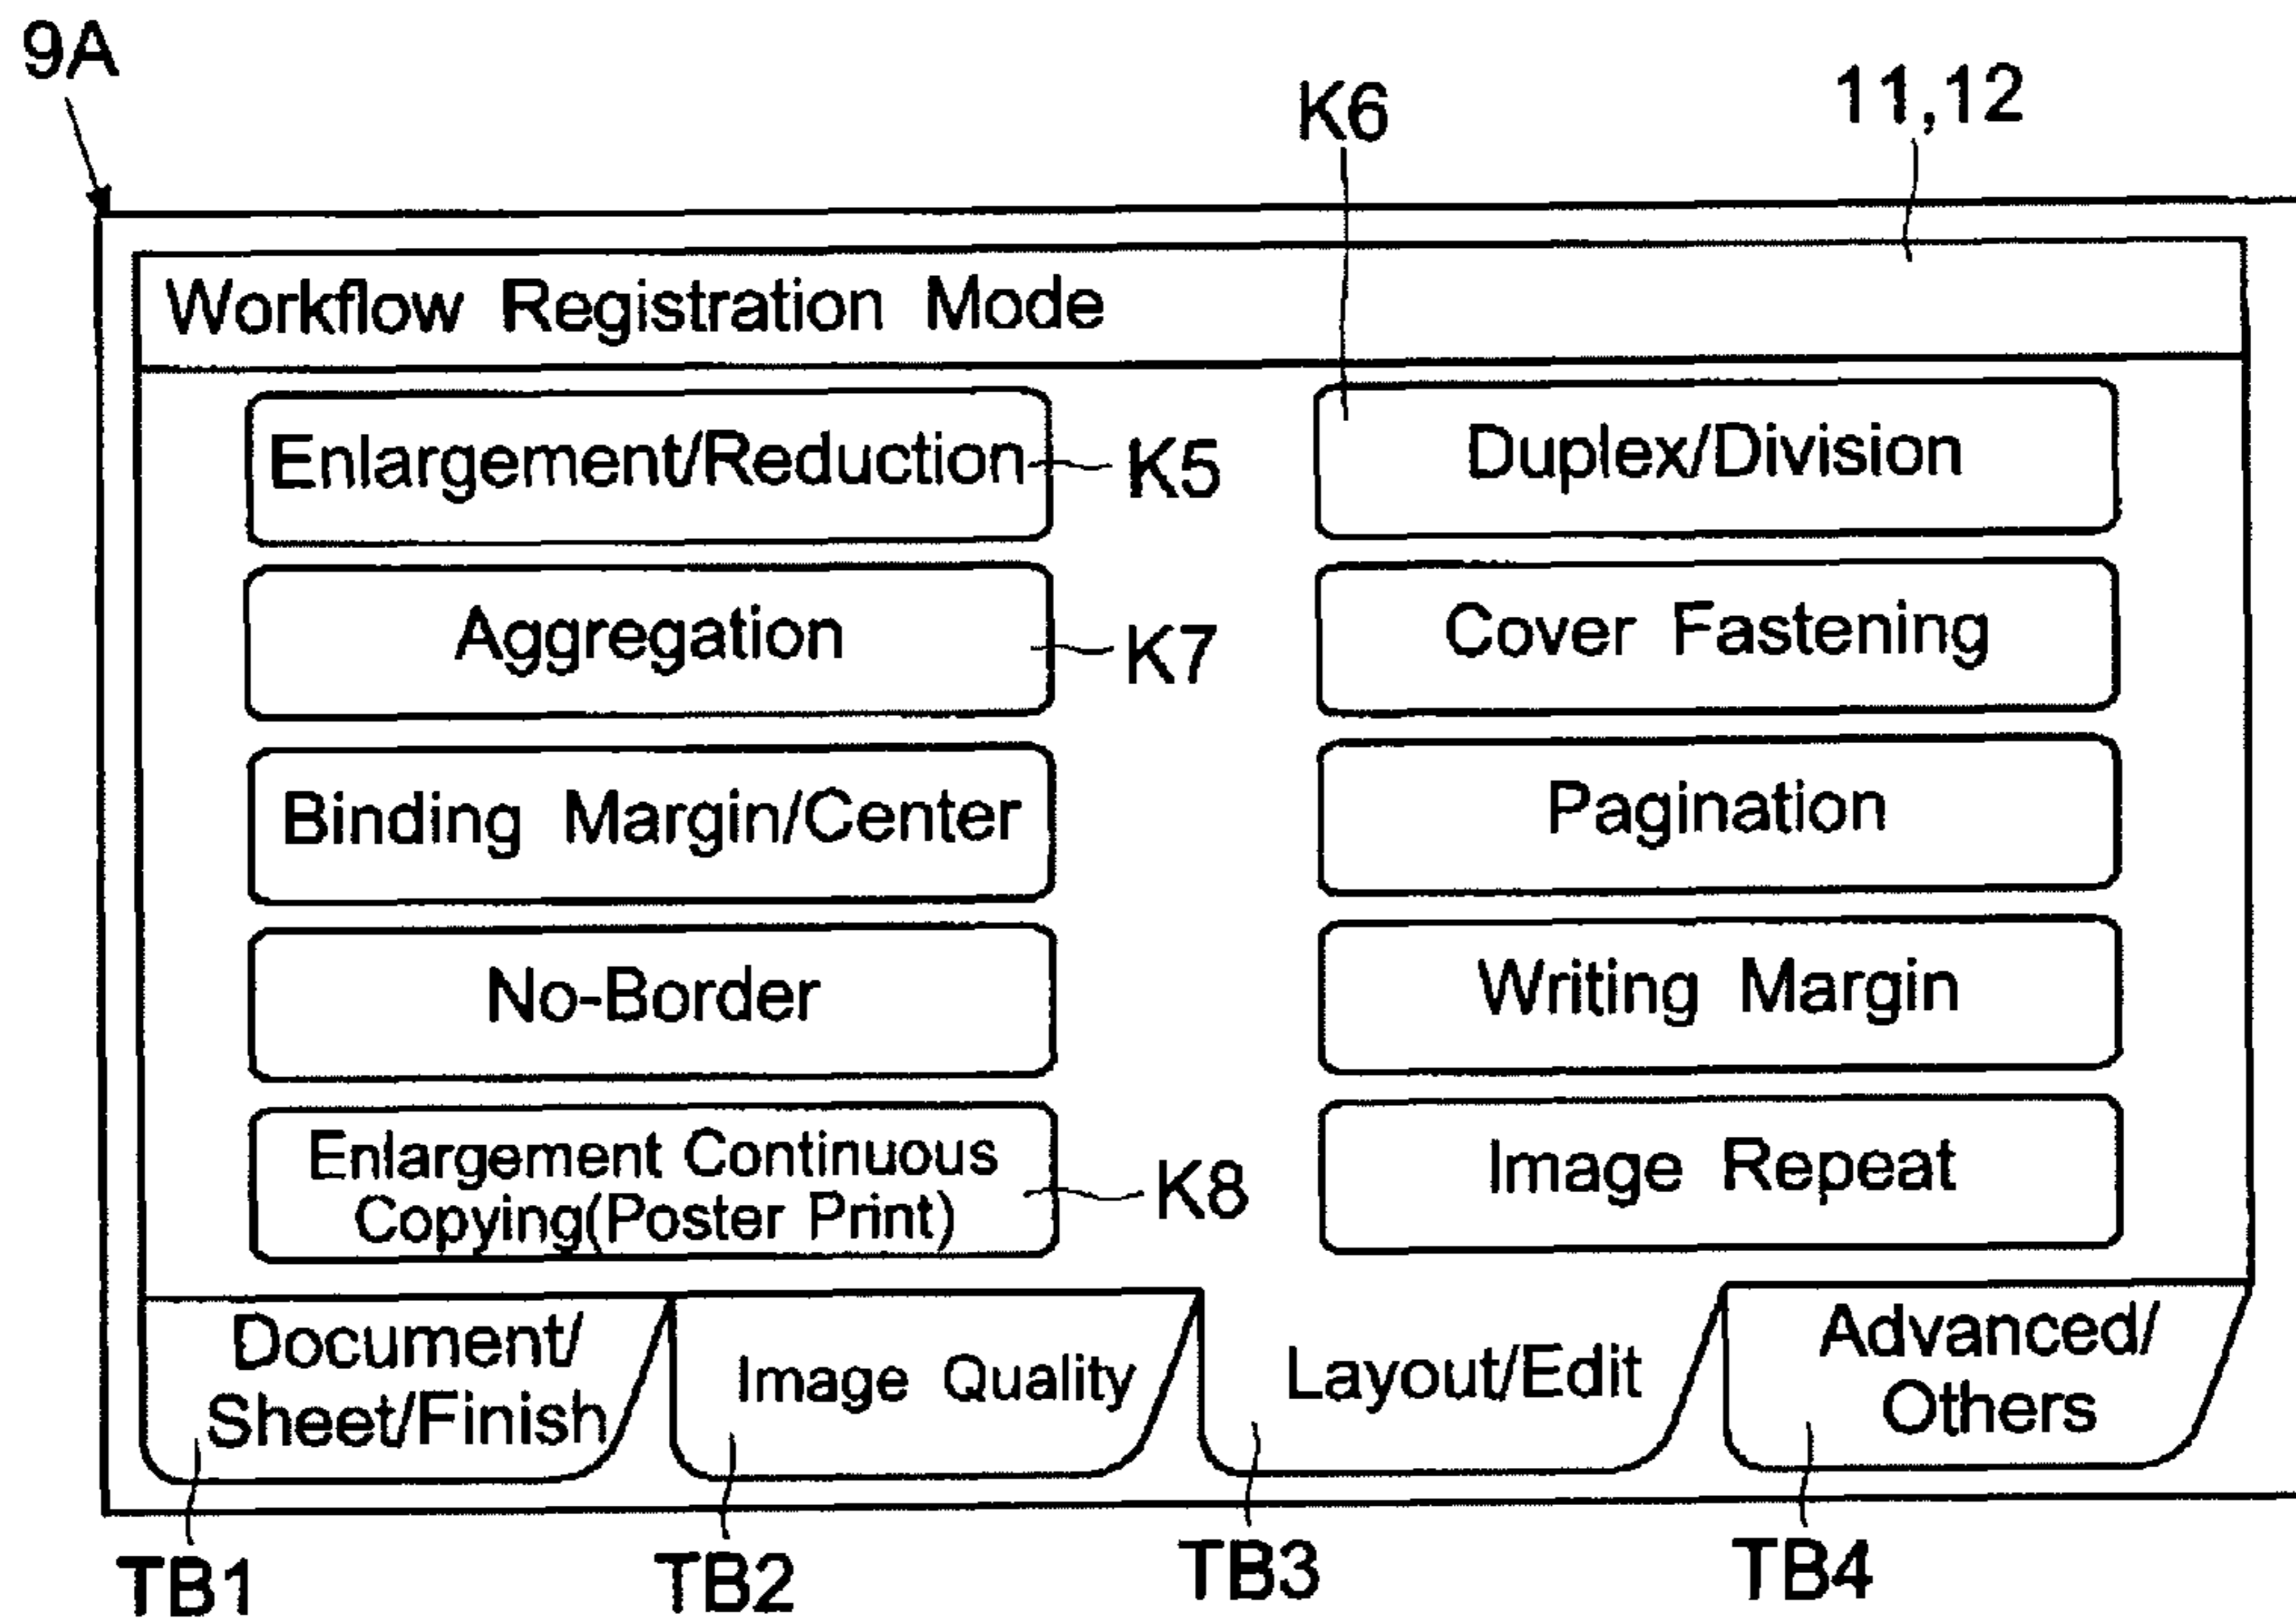 9A
K6
11,12
Workflow Registration Mode
Enlargement/Reduction
K5
Duplex/Division
Aggregation
K7
Cover Fastening
Binding Margin/Center
Pagination
No-Border
Writing Margin
Enlargement Continuous
Copying(Poster Print)
K8
Image Repeat
Document/
Sheet/Finish
Image Quality
Layout/Edit
Advanced/
Others
TB1
TB2
TB3
TB4